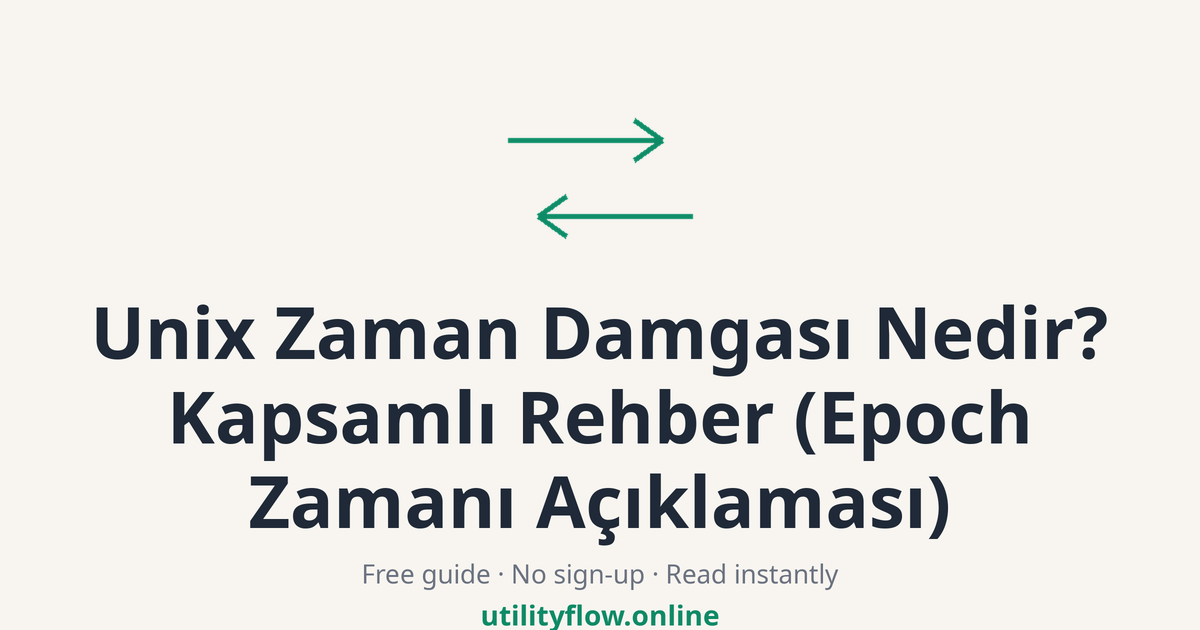 Unix Zaman Damgası Nedir?
Kapsamlı Rehber (Epoch
Zamanı Açıklaması)
Free guide · No sign-up · Read instantly
utilityflow.online